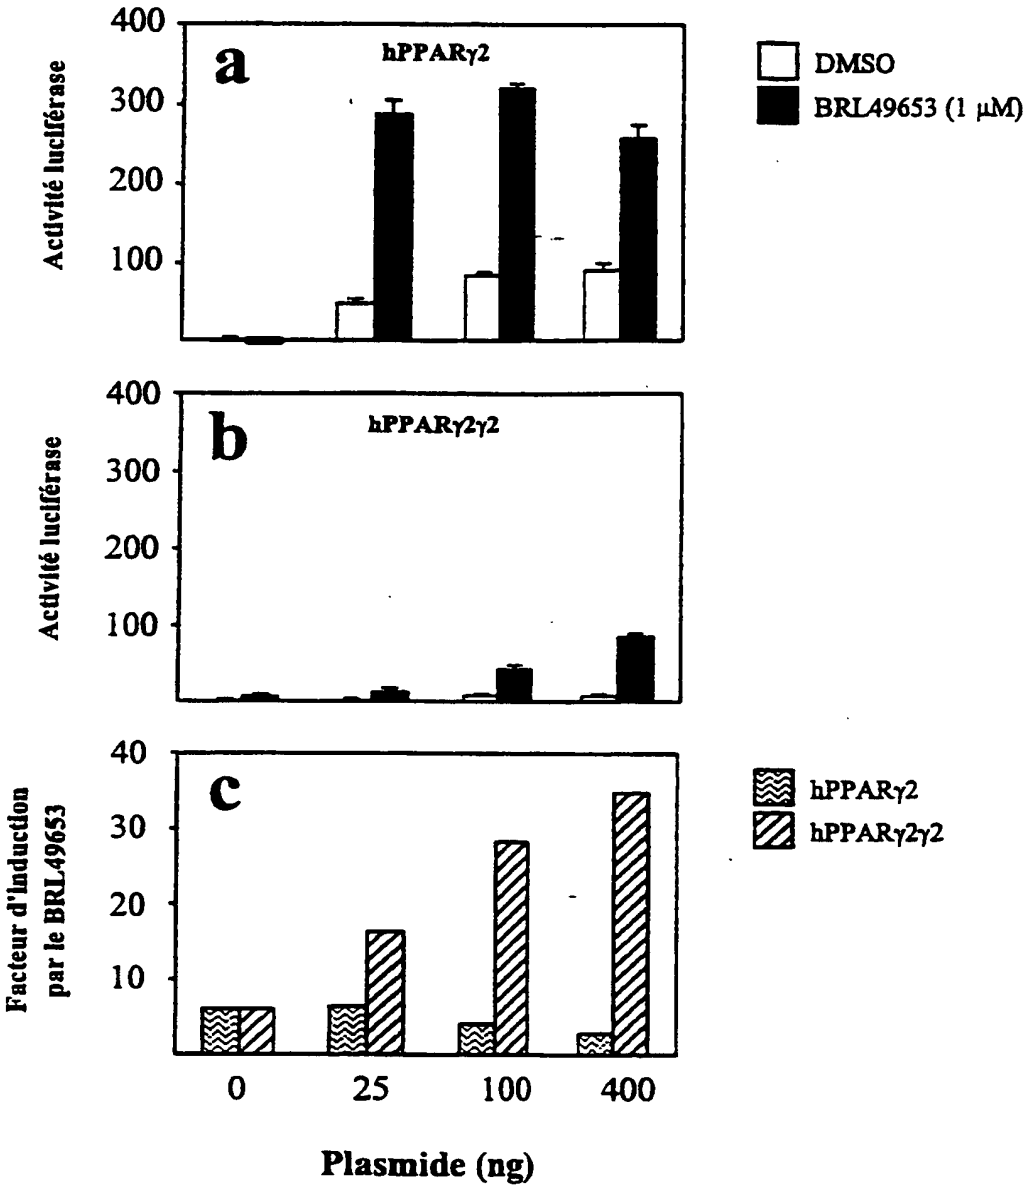 a
hPPARγ2
400
300
200
100
Activité luciférase
DMSO
BRL49653 (1 μM)
b
hPPARγ2γ2
400
300
200
100
Activité luciférase
c
40
30
20
10
Facteur d'induction
par le BRL49653
hPPARγ2
hPPARγ2γ2
0 25 100 400
Plasmide (ng)